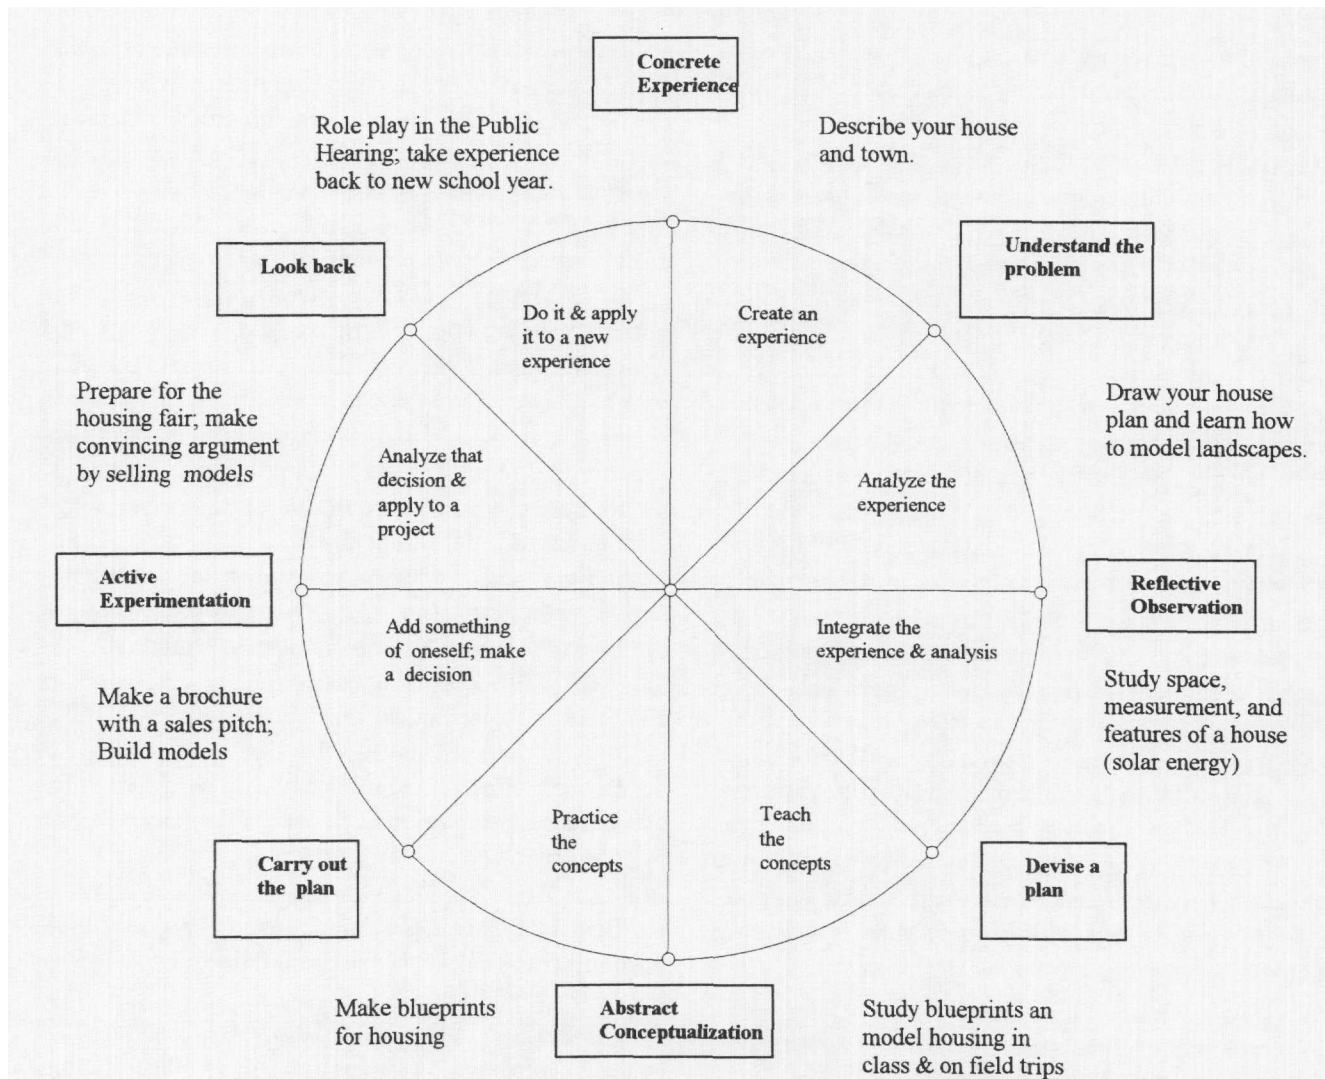 Concrete
Experience
Role play in the Public
Hearing; take experience
back to new school year.
Describe your house
and town.
Look back
Understand the
problem
Do it & apply
it to a new
experience
Create an
experience
Prepare for the
housing fair; make
convincing argument
by selling models
Draw your house
plan and learn how
to model landscapes.
Analyze that
decision &
apply to a
project
Analyze the
experience
Active
Experimentation
Reflective
Observation
Add something
of oneself; make
a decision
Integrate the
experience & analysis
Make a brochure
with a sales pitch;
Build models
Study space,
measurement, and
features of a house
(solar energy)
Practice
the
concepts
Teach
the
concepts
Carry out
the plan
Devise a
plan
Make blueprints
for housing
Abstract
Conceptualization
Study blueprints an
model housing in
class & on field trips